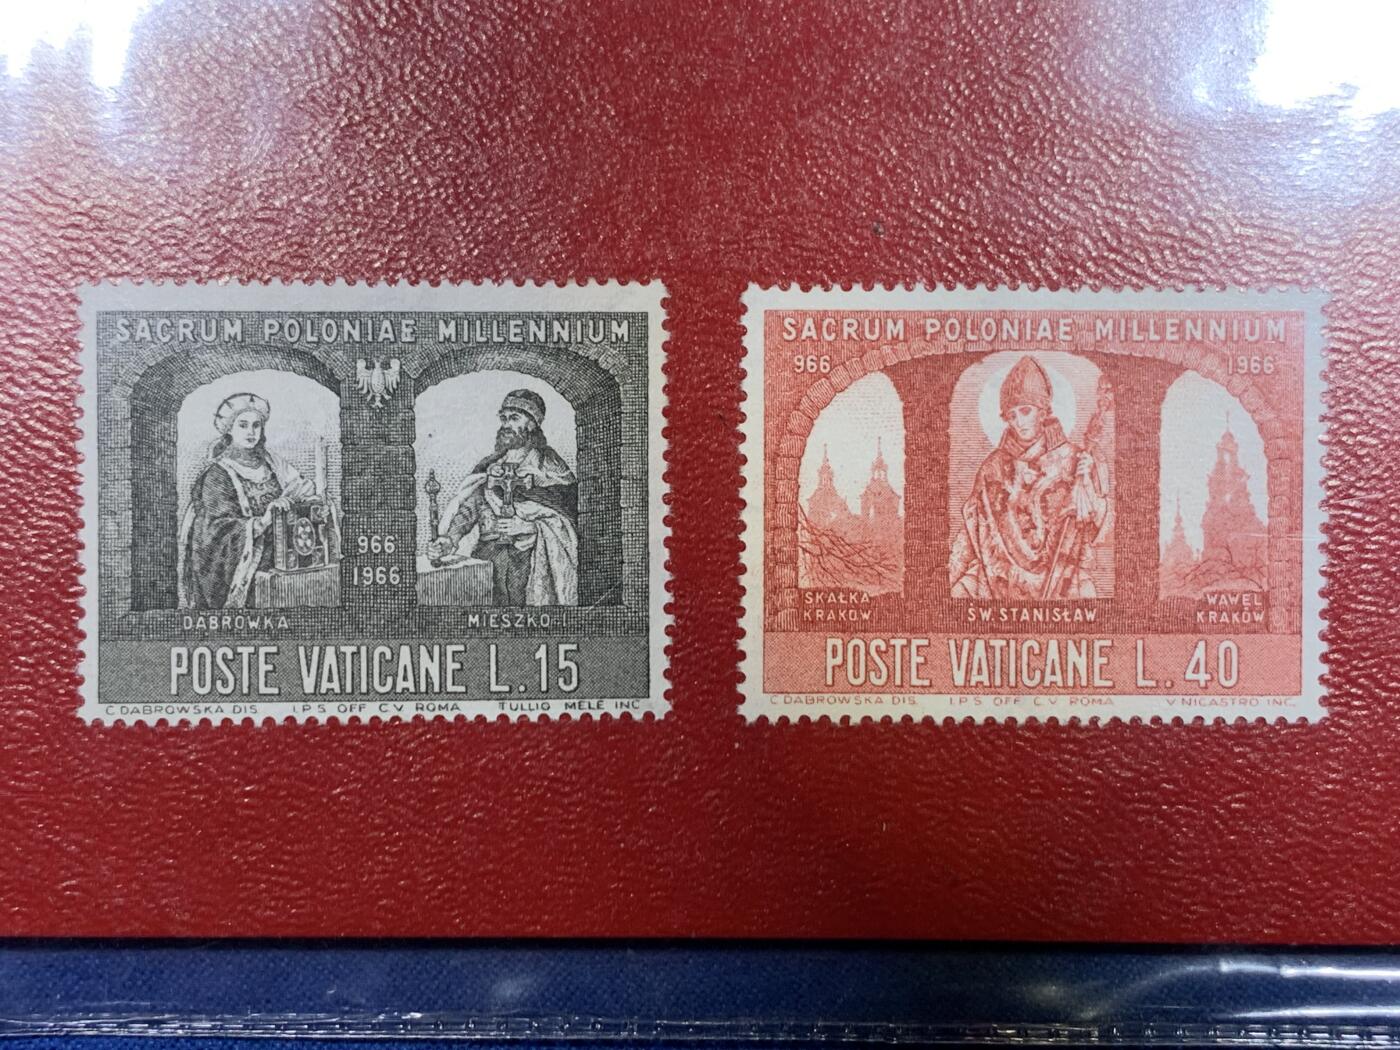 SACRUM POLONIAE MILLENNIUM
966
1966
DĄBRÓWKA
MIESZKO I
POSTE VATICANE L.15
C DABROWSKA DIS. I.P.S. OFF. C.V. ROMA TULLIO MELE INC
SACRUM POLONIAE MILLENNIUM
966 1966
SKAŁKA
KRAKÓW
ŚW. STANISŁAW
WAWEL
KRAKÓW
POSTE VATICANE L. 40
C DABROWSKA DIS. I.P.S. OFF. C.V. ROMA V NICASTRO INC.